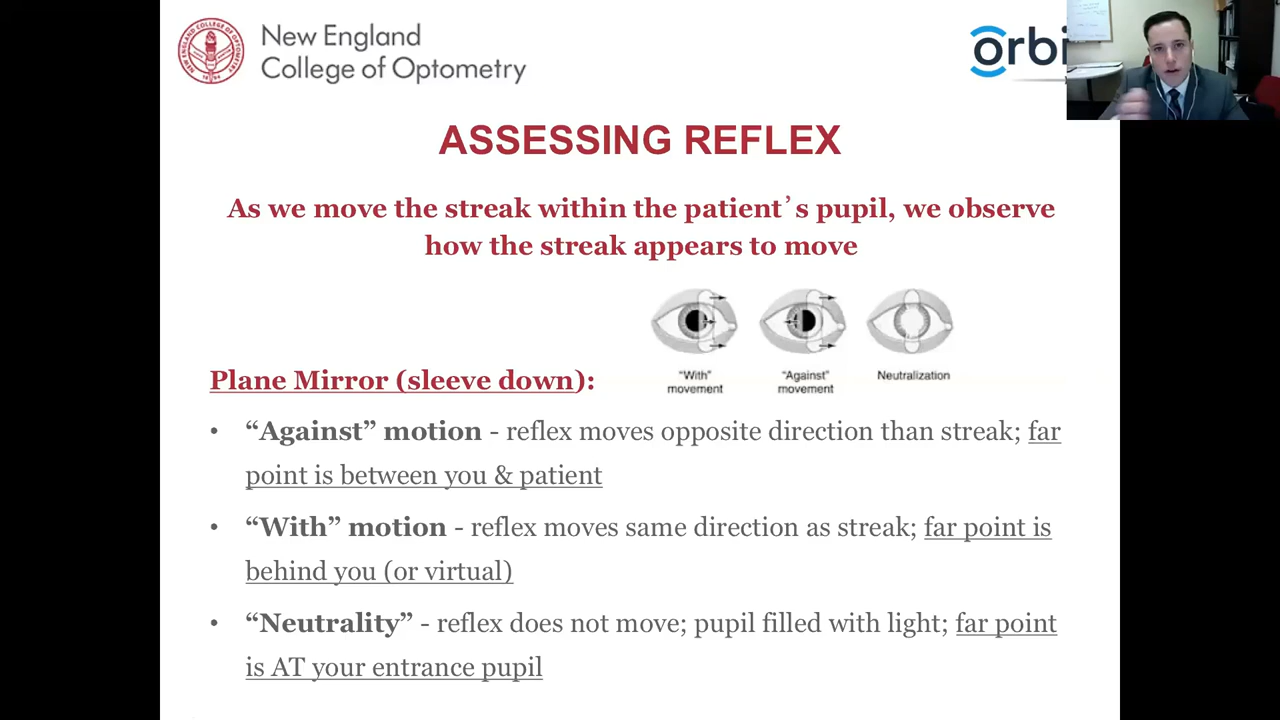 New England
College of Optometry
orbi
ASSESSING REFLEX
As we move the streak within the patient’s pupil, we observe
how the streak appears to move
“With”
movement
“Against”
movement
Neutralization
Plane Mirror (sleeve down):
• “Against” motion - reflex moves opposite direction than streak; far
point is between you & patient
• “With” motion - reflex moves same direction as streak; far point is
behind you (or virtual)
• “Neutrality” - reflex does not move; pupil filled with light; far point
is AT your entrance pupil